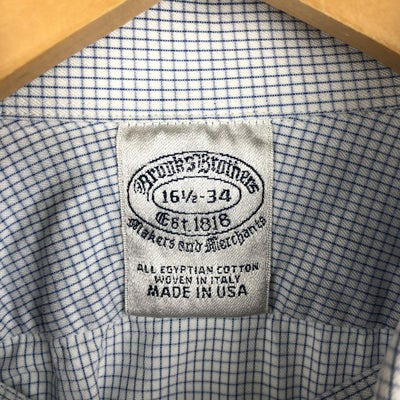 Brooks Brothers
16½-34
Est. 1818
Makers and Merchants
ALL EGYPTIAN COTTON
WOVEN IN ITALY
MADE IN USA